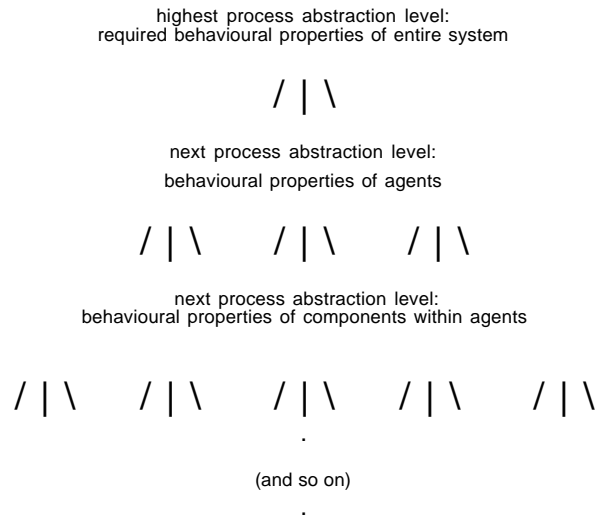 highest process abstraction level:
required behavioural properties of entire system
/ | \
next process abstraction level:
behavioural properties of agents
/ | \ / | \ / | \
next process abstraction level:
behavioural properties of components within agents
/ | \ / | \ / | \ / | \ / | \
.
(and so on)
.